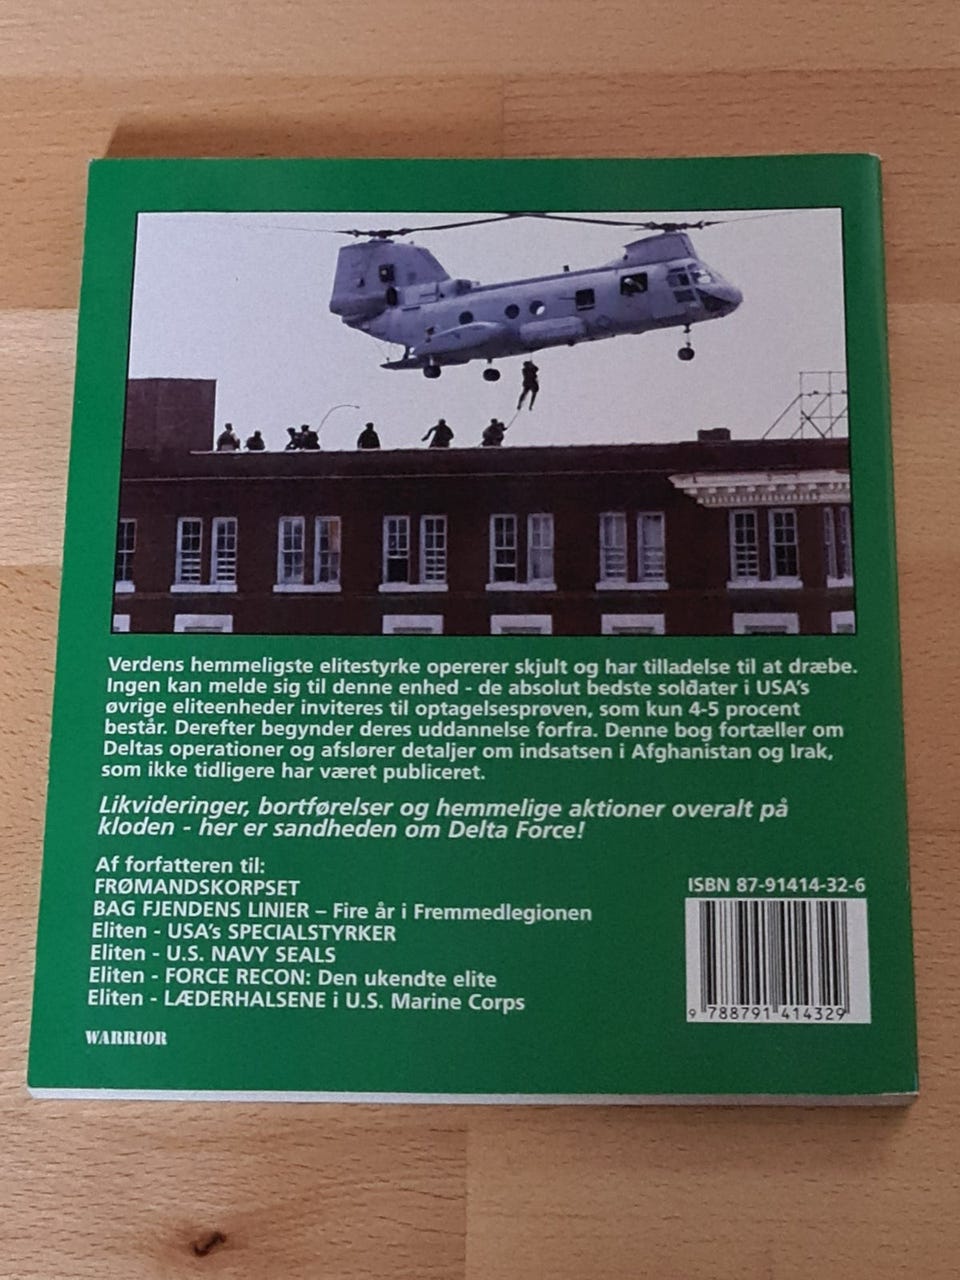 Verdens hemmeligste elitestyrke opererer skjult og har tilladelse til at dræbe.
Ingen kan melde sig til denne enhed - de absolut bedste soldater i USA's
øvrige eliteenheder inviteres til optagelsesprøven, som kun 4-5 procent
består. Derefter begynder deres uddannelse forfra. Denne bog fortæller om
Deltas operationer og afslører detaljer om indsatsen i Afghanistan og Irak,
som ikke tidligere har været publiceret.
Likvideringer, bortførelser og hemmelige aktioner overalt på
kloden - her er sandheden om Delta Force!
Af forfatteren til:
FRØMANDSKORPSET
BAG FJENDENS LINIER – Fire år i Fremmedlegionen
Eliten - USA's SPECIALSTYRKER
Eliten - U.S. NAVY SEALS
Eliten - FORCE RECON: Den ukendte elite
Eliten - LÆDERHALSENE i U.S. Marine Corps
WARRIOR
ISBN 87-91414-32-6
9 788791 414329